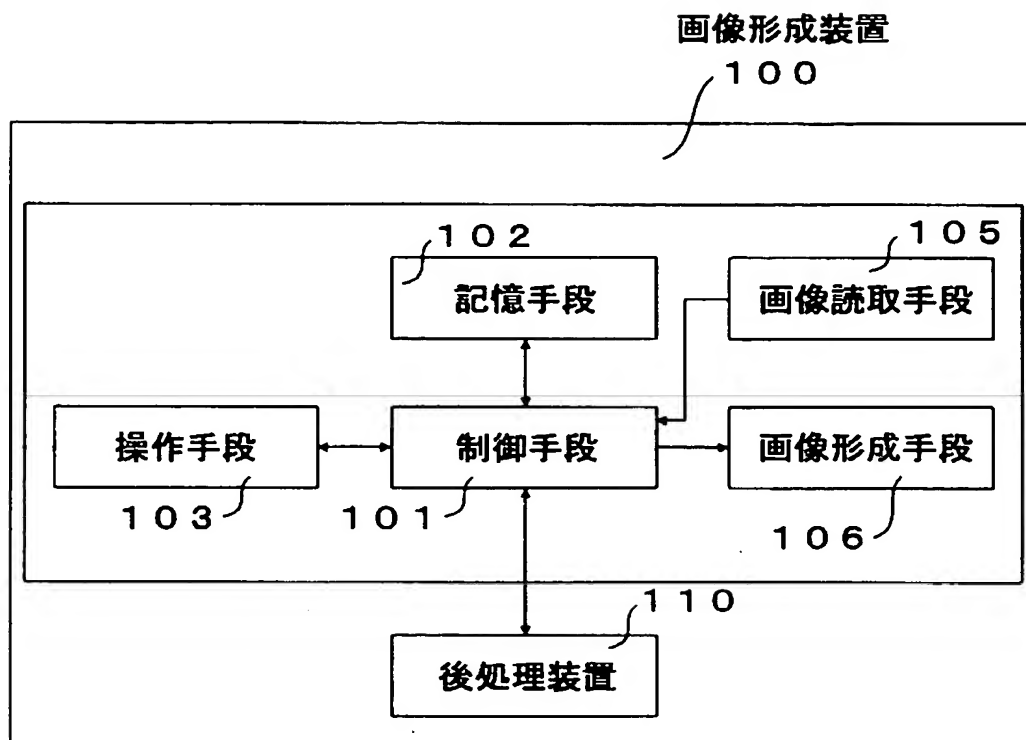 画像形成装置
１００
１０２
１０５
記憶手段
画像読取手段
操作手段
制御手段
画像形成手段
１０３
１０１
１０６
１１０
後処理装置